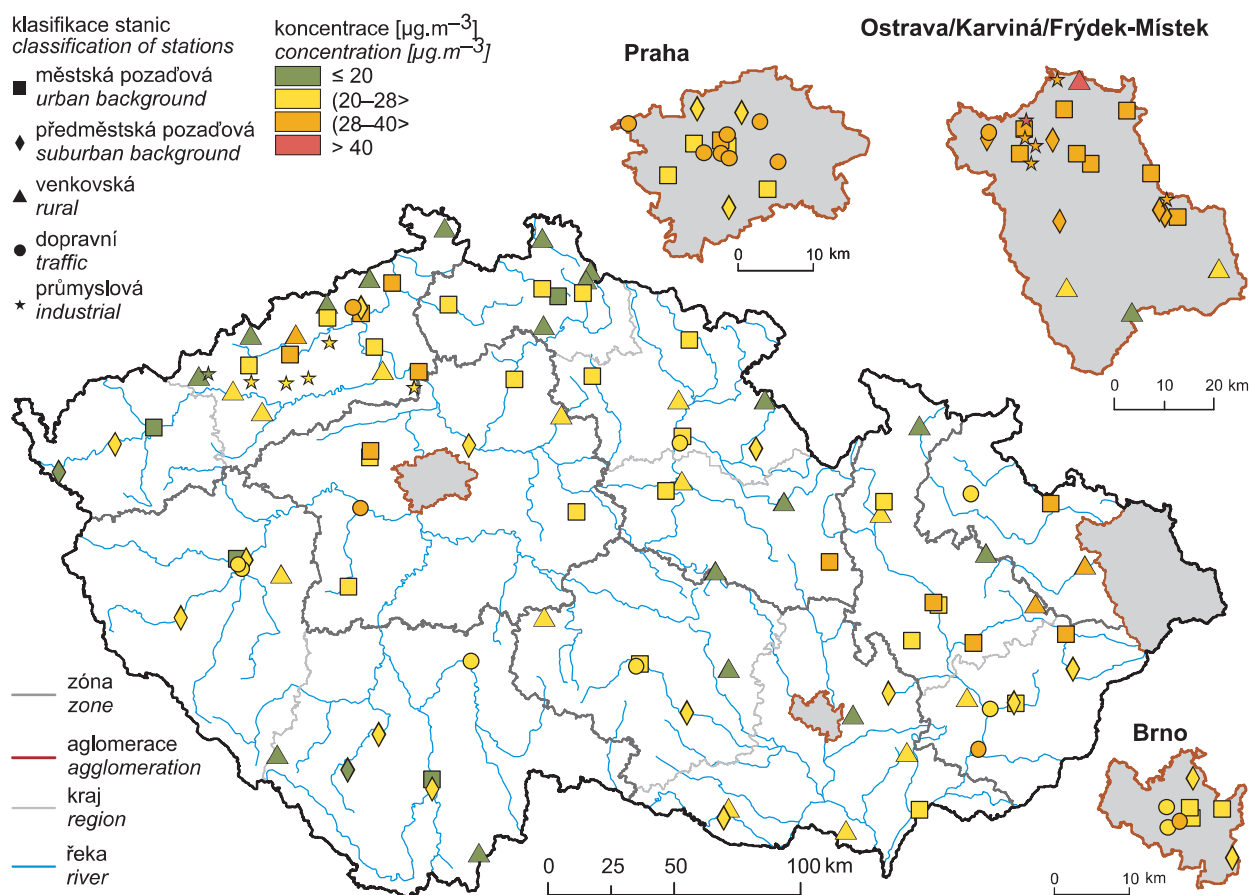 klasifikace stanic
classification of stations
městská pozaďová
urban background
předměstská pozaďová
suburban background
venkovská
rural
dopravní
traffic
průmyslová
industrial
koncentrace [µg.m–3]
concentration [µg.m–3]
≤ 20
(20–28>
(28–40>
> 40
Praha
0 10 km
Ostrava/Karviná/Frýdek-Místek
0 10 20 km
zóna
zone
aglomerace
agglomeration
kraj
region
řeka
river
0 25 50 100 km
Brno
0 10 km